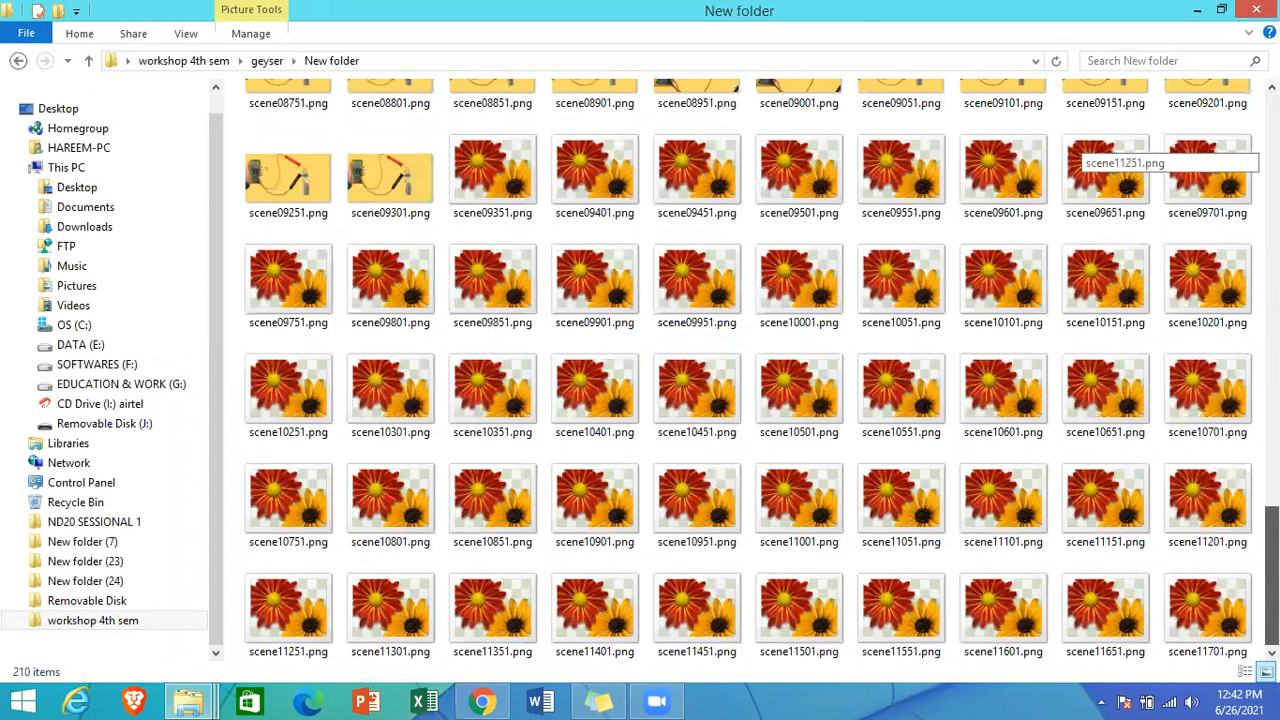 Picture Tools
New folder
File Home Share View Manage
workshop 4th sem geyser New folder
Search New folder
Desktop
Homegroup
HAREEM-PC
This PC
Desktop
Documents
Downloads
FTP
Music
Pictures
Videos
OS (C:)
DATA (E:)
SOFTWARES (F:)
EDUCATION & WORK (G:)
CD Drive (I:) airtel
Removable Disk (J:)
Libraries
Network
Control Panel
Recycle Bin
ND20 SESSIONAL 1
New folder (7)
New folder (23)
New folder (24)
Removable Disk
workshop 4th sem
scene08751.png scene08801.png scene08851.png scene08901.png scene08951.png scene09001.png scene09051.png scene09101.png scene09151.png scene09201.png
scene11251.png
scene09251.png scene09301.png scene09351.png scene09401.png scene09451.png scene09501.png scene09551.png scene09601.png scene09651.png scene09701.png
scene09751.png scene09801.png scene09851.png scene09901.png scene09951.png scene10001.png scene10051.png scene10101.png scene10151.png scene10201.png
scene10251.png scene10301.png scene10351.png scene10401.png scene10451.png scene10501.png scene10551.png scene10601.png scene10651.png scene10701.png
scene10751.png scene10801.png scene10851.png scene10901.png scene10951.png scene11001.png scene11051.png scene11101.png scene11151.png scene11201.png
scene11251.png scene11301.png scene11351.png scene11401.png scene11451.png scene11501.png scene11551.png scene11601.png scene11651.png scene11701.png
210 items
12:42 PM
6/26/2021